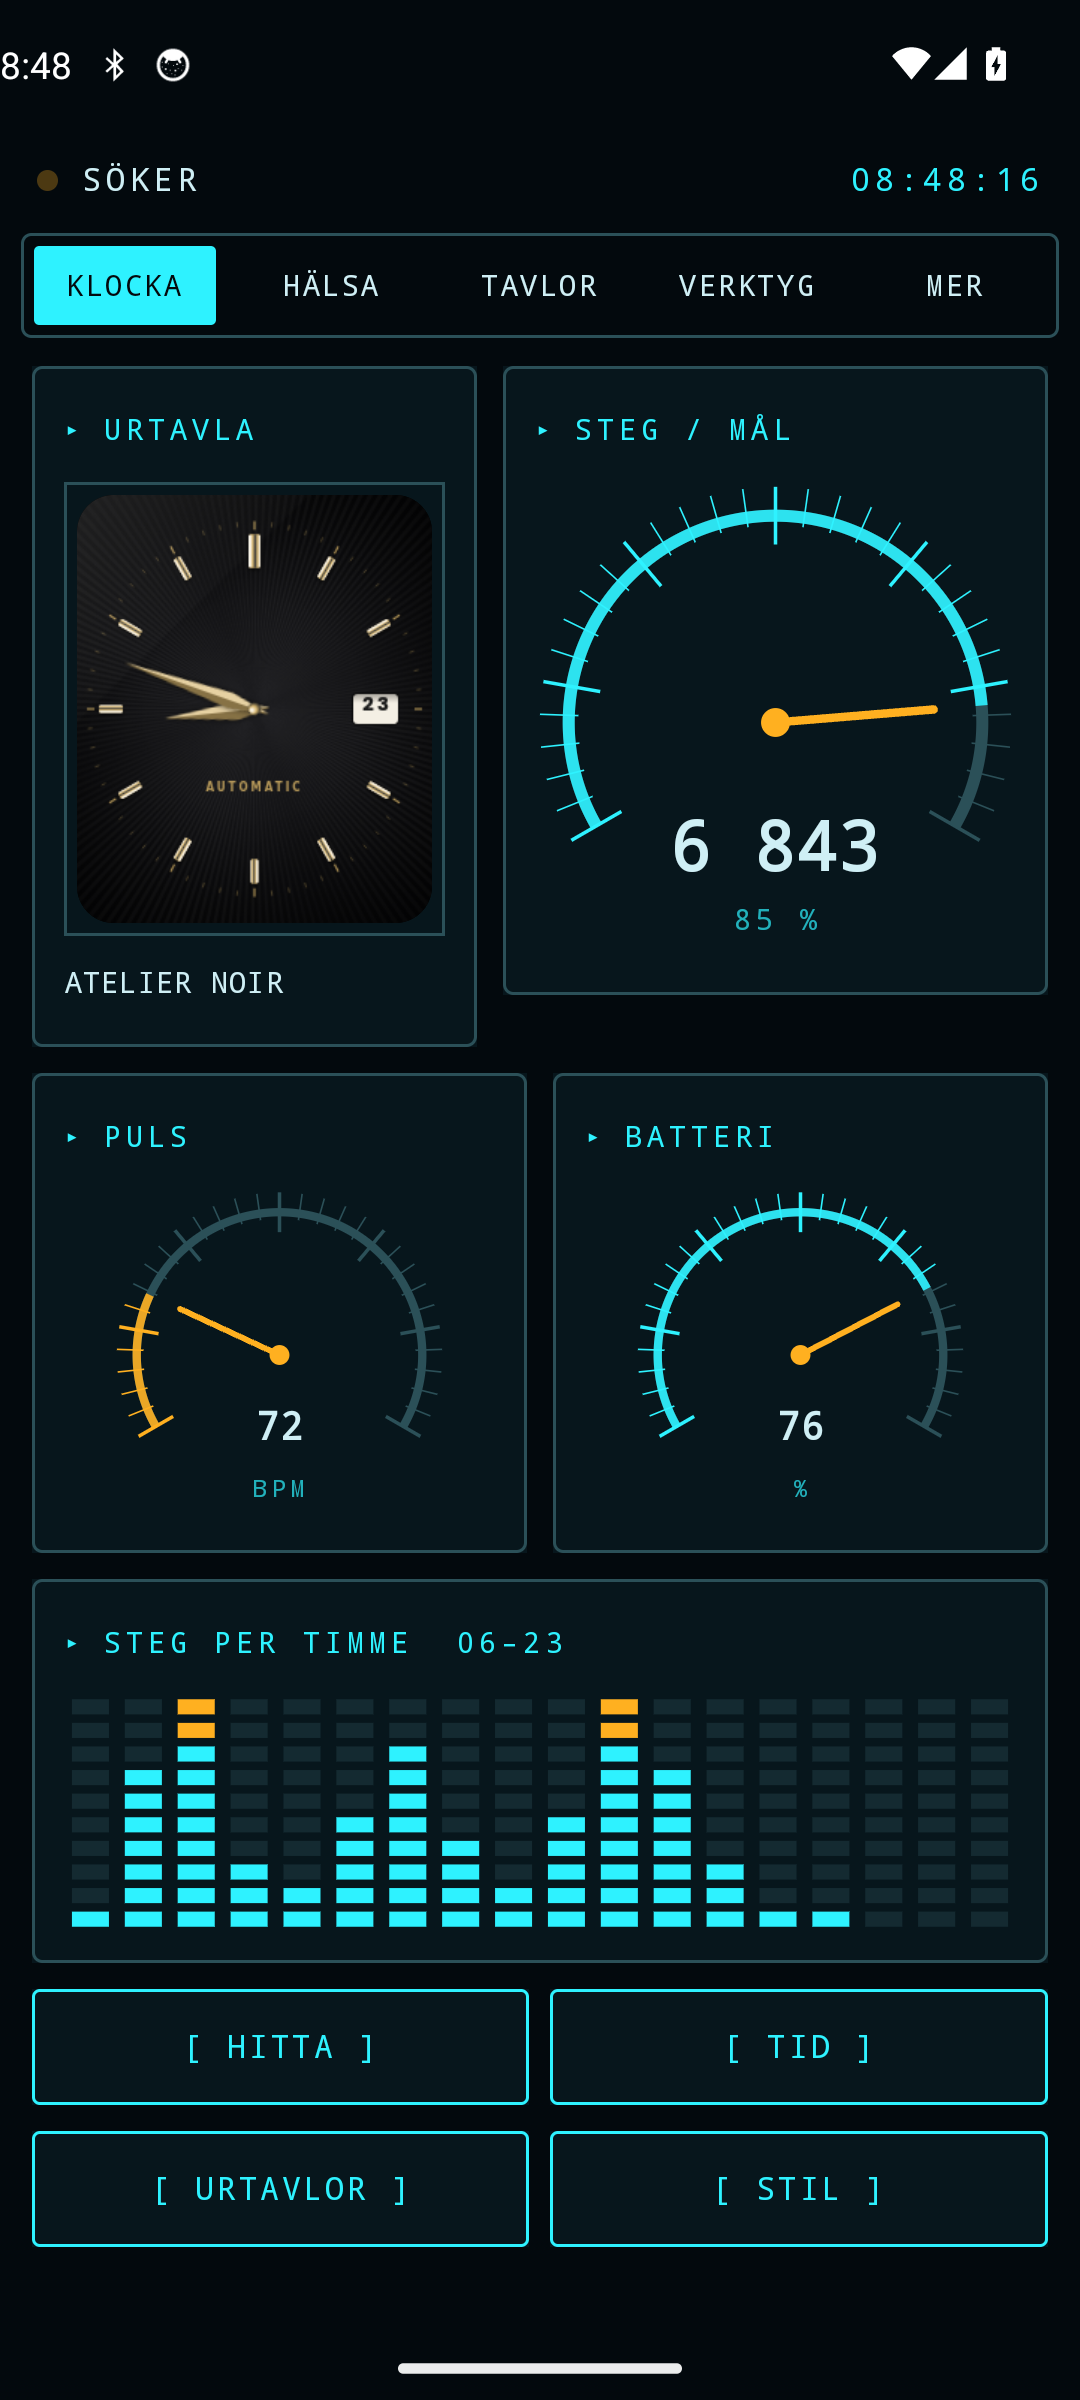 8:48
SÖKER
08:48:16
KLOCKA HÄLSA TAVLOR VERKTYG MER
▸ URTAVLA
23
AUTOMATIC
ATELIER NOIR
▸ STEG / MÅL
6 843
85 %
▸ PULS
72
BPM
▸ BATTERI
76
%
▸ STEG PER TIMME 06–23
[ HITTA ]
[ TID ]
[ URTAVLOR ]
[ STIL ]